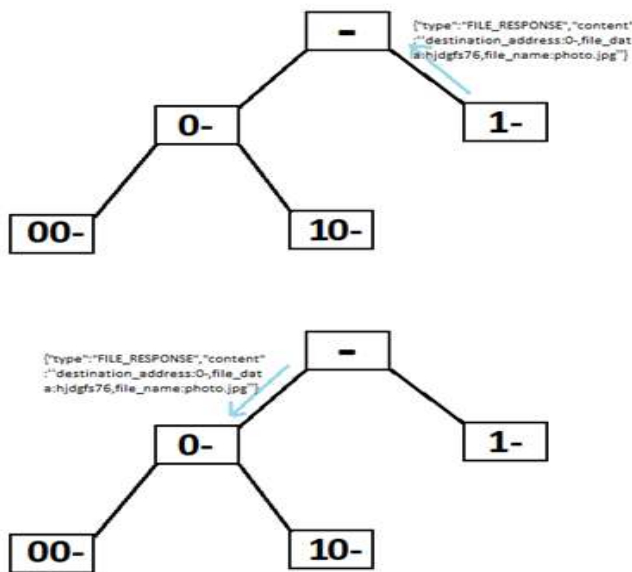 -
{"type":"FILE_RESPONSE","content"
:"destination_address:0-,file_dat
a:hjdgfs76,file_name:photo.jpg"}
0-
1-
00-
10-
-
{"type":"FILE_RESPONSE","content"
:"destination_address:0-,file_dat
a:hjdgfs76,file_name:photo.jpg"}
0-
1-
00-
10-